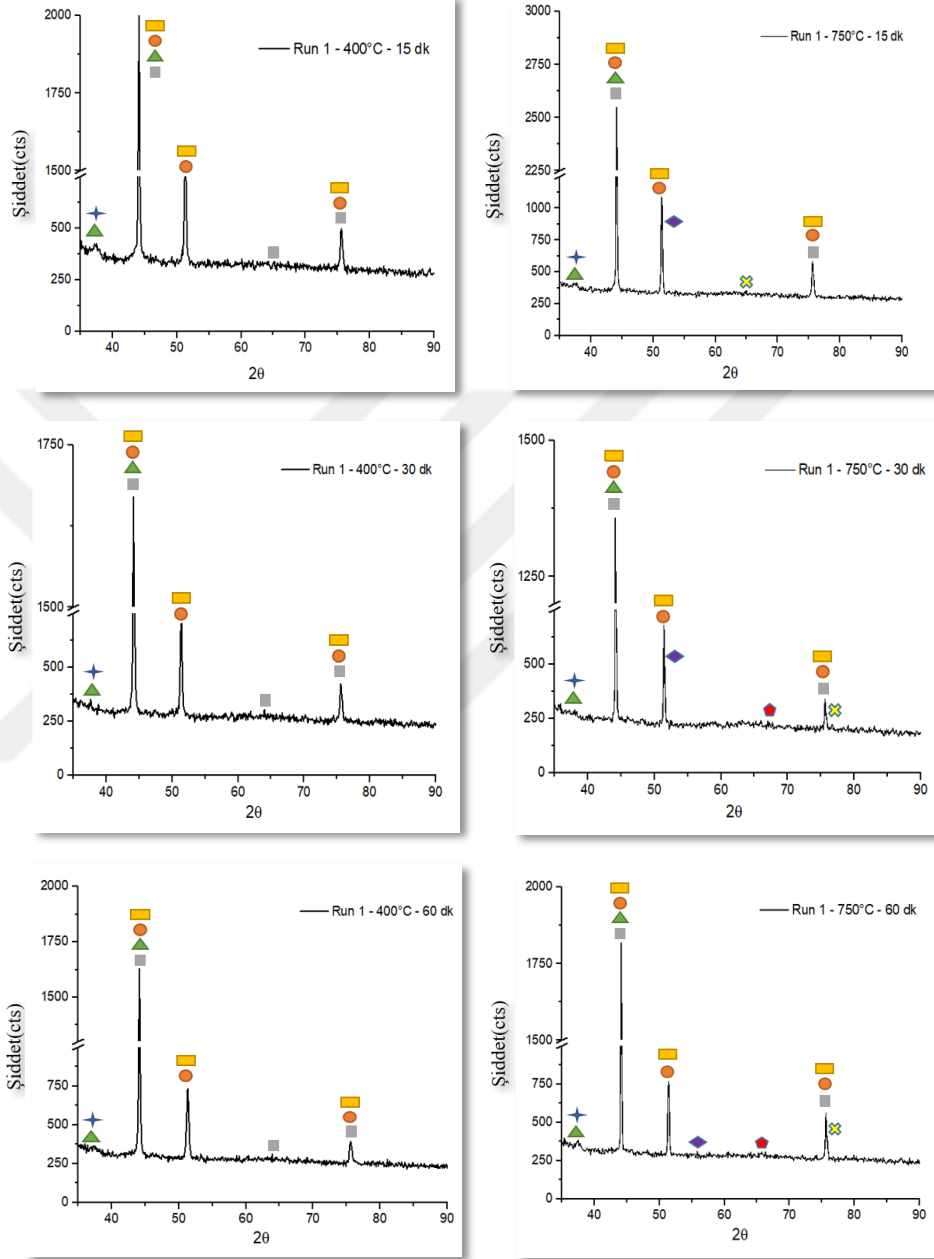 Run 1 - 400°C - 15 dk
Şiddet(cts)
2000
1750
1500
500
250
0
40 50 60 70 80 90
2θ
Run 1 - 750°C - 15 dk
Şiddet(cts)
3000
2750
2500
2250
1000
750
500
250
0
40 50 60 70 80 90
2θ
Run 1 - 400°C - 30 dk
Şiddet(cts)
1750
1500
500
250
0
40 50 60 70 80 90
2θ
Run 1 - 750°C - 30 dk
Şiddet(cts)
1500
1250
500
250
0
40 50 60 70 80 90
2θ
Run 1 - 400°C - 60 dk
Şiddet(cts)
2000
1750
1500
750
500
250
0
40 50 60 70 80 90
2θ
Run 1 - 750°C - 60 dk
Şiddet(cts)
2000
1750
1500
750
500
250
0
40 50 60 70 80 90
2θ